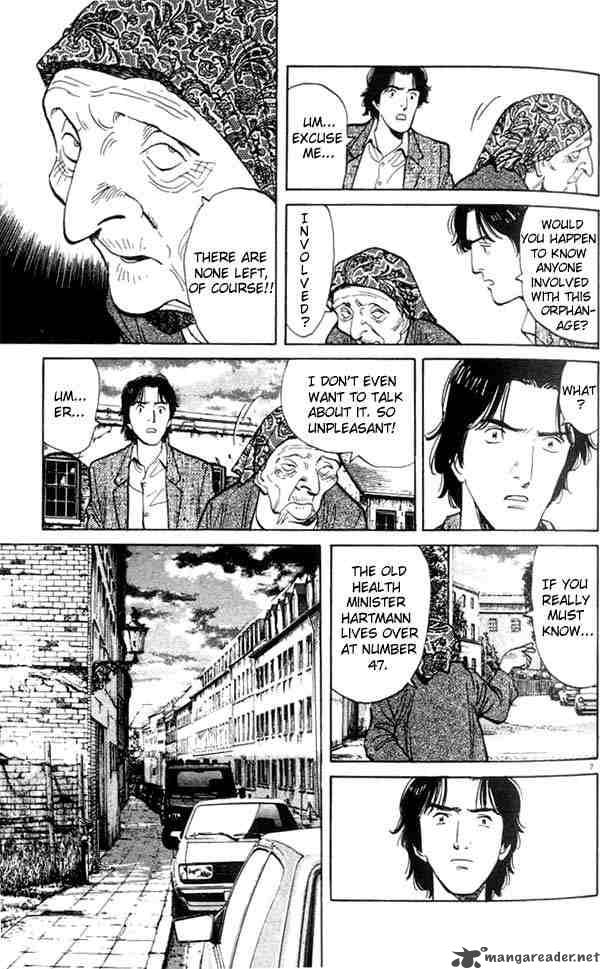 UM...
EXCUSE
ME...
WOULD
YOU HAPPEN
TO KNOW
ANYONE
INVOLVED
WITH THIS
ORPHAN-
AGE?
INVOLVED?
THERE ARE
NONE LEFT,
OF COURSE!!
WHAT
?
I DON'T EVEN
WANT TO TALK
ABOUT IT. SO
UNPLEASANT!
UM...
ER...
IF YOU
REALLY
MUST
KNOW...
THE OLD
HEALTH
MINISTER
HARTMANN
LIVES OVER
AT NUMBER
47.
7
mangareader.net